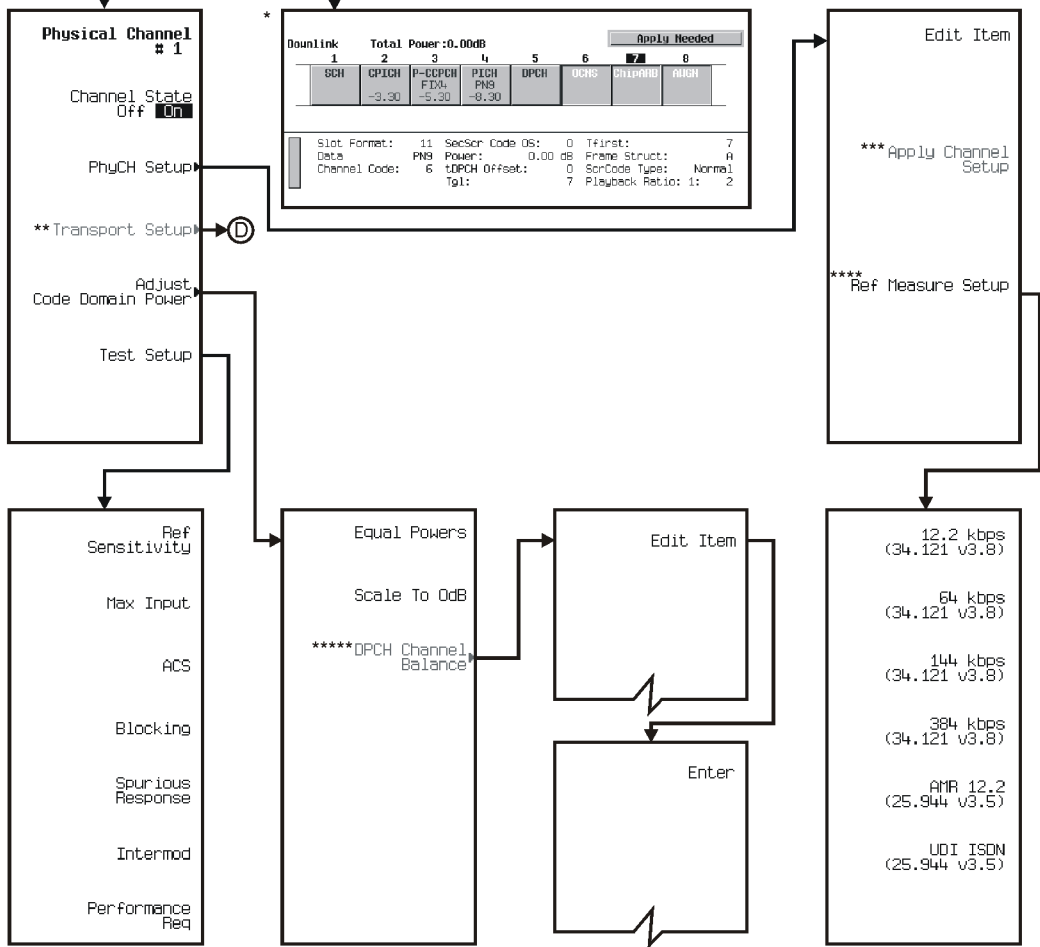 Physical Channel
# 1
Channel State
Off On
PhyCH Setup
**Transport Setup
D
Adjust
Code Domain Power
Test Setup
*
Downlink Total Power:0.00dB Apply Needed
1 2 3 4 5 6 7 8
SCH CPICH P-CCPCH PICH DPCH OCNS ChipARB AWGN
FIX4 PN9
-3.30 -5.30 -8.30
Slot Format: 11 SecScr Code OS: 0 Tfirst: 7
Data PN9 Power: 0.00 dB Frame Struct: A
Channel Code: 6 tDPCH Offset: 0 ScrCode Type: Normal
Tgl: 7 Playback Ratio: 1: 2
Edit Item
***Apply Channel
Setup
****
Ref Measure Setup
Ref
Sensitivity
Max Input
ACS
Blocking
Spurious
Response
Intermod
Performance
Req
Equal Powers
Scale To 0dB
*****DPCH Channel
Balance
Edit Item
Enter
12.2 kbps
(34.121 v3.8)
64 kbps
(34.121 v3.8)
144 kbps
(34.121 v3.8)
384 kbps
(34.121 v3.8)
AMR 12.2
(25.944 v3.5)
UDI ISDN
(25.944 v3.5)